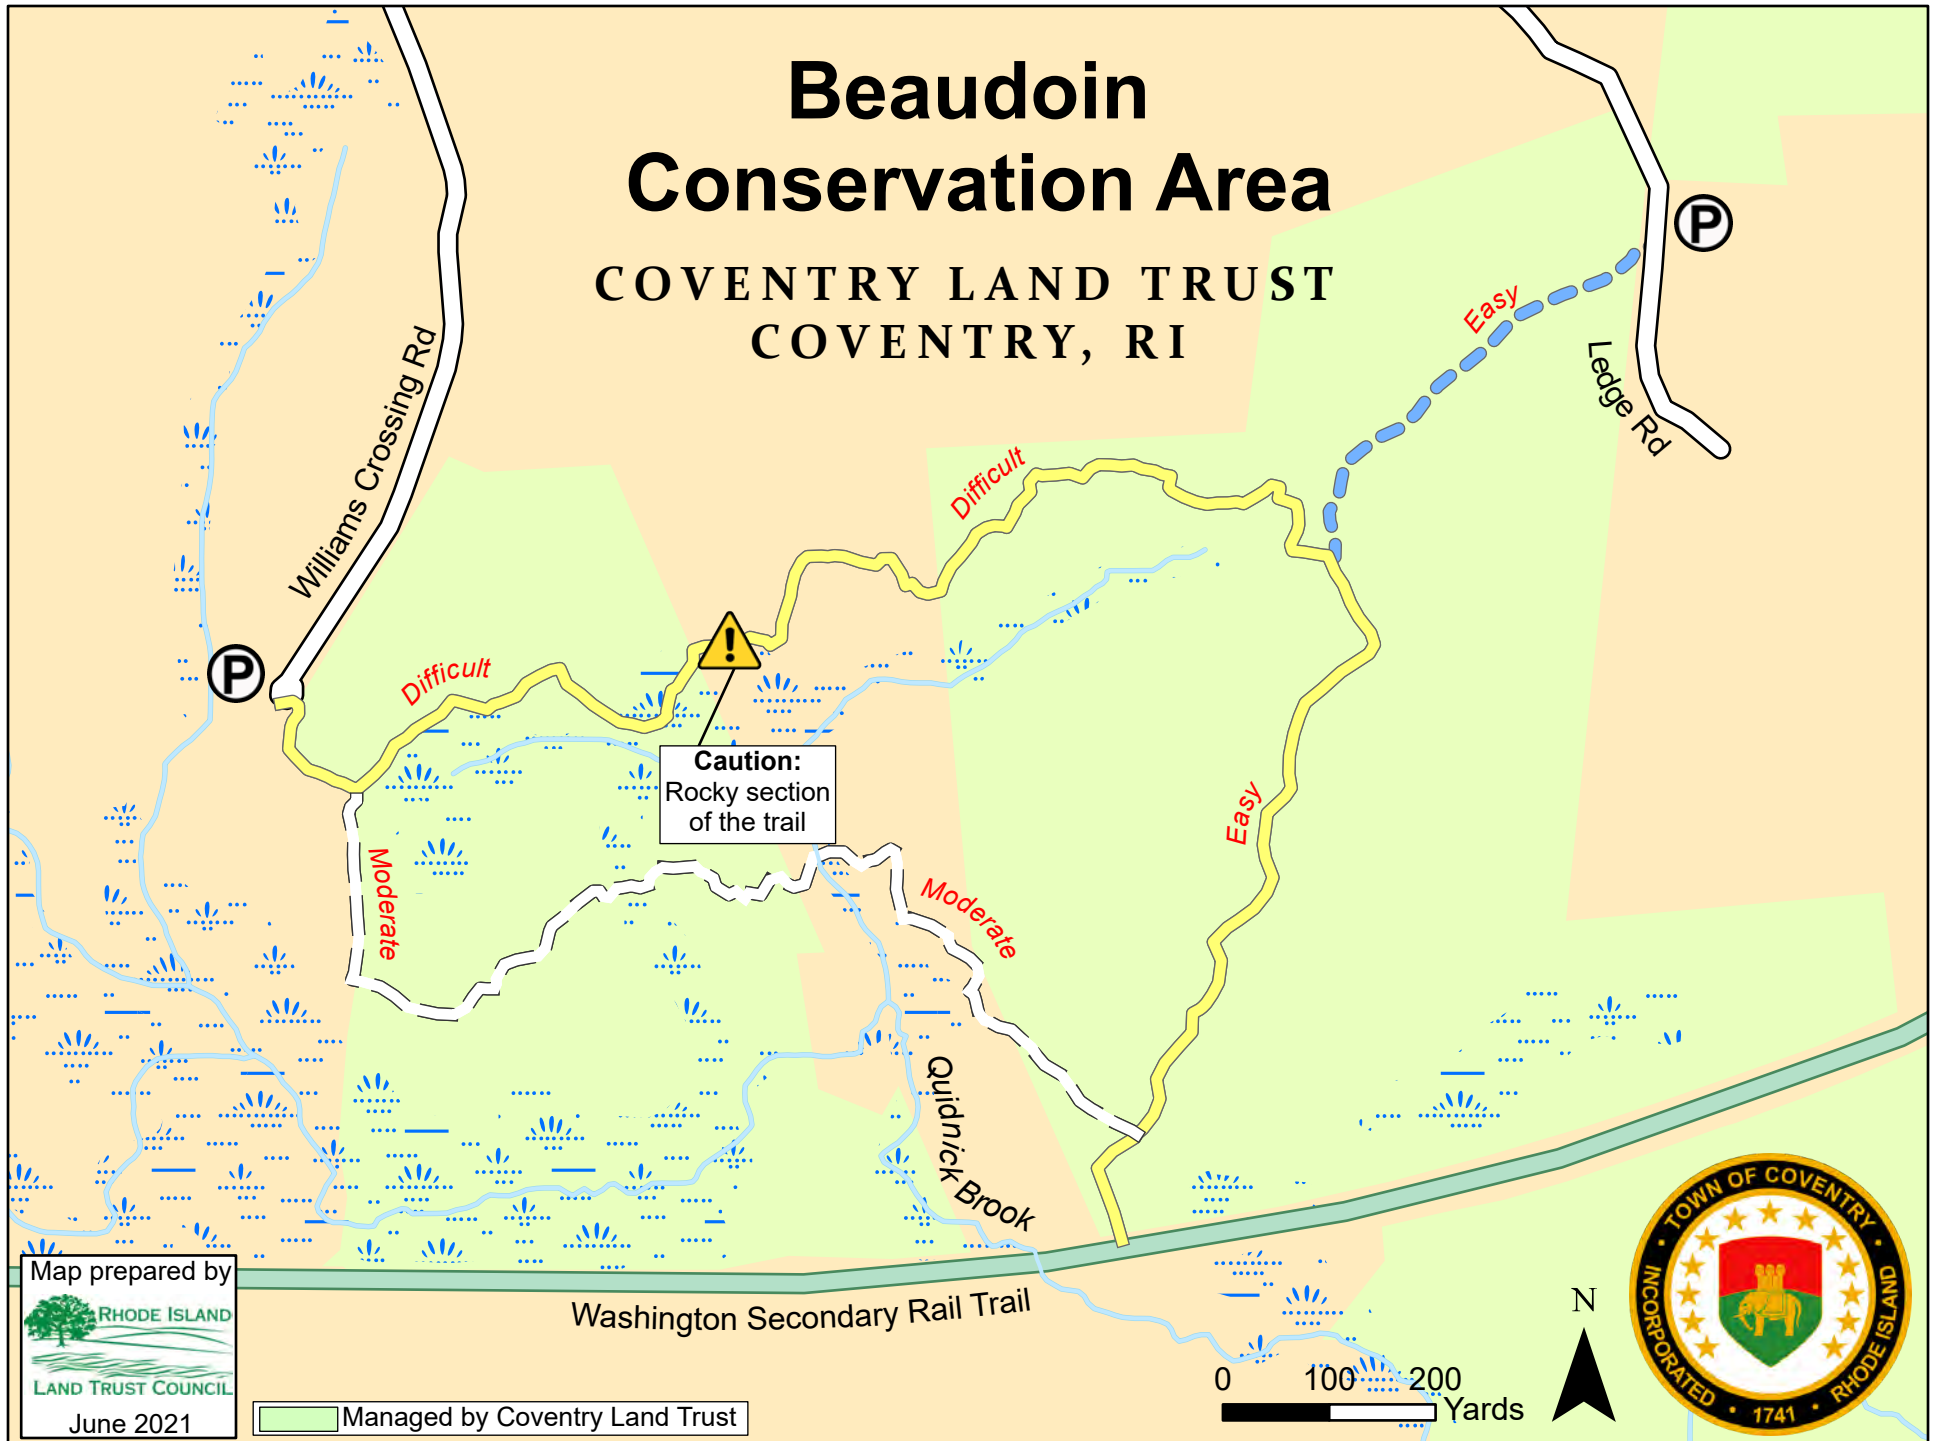 Beaudoin
Conservation Area
COVENTRY LAND TRUST
COVENTRY, RI
P
P
Easy
Ledge Rd
Williams Crossing Rd
Difficult
Difficult
!
Caution:
Rocky section
of the trail
Easy
Moderate
Moderate
Quidnick Brook
Washington Secondary Rail Trail
Map prepared by
RHODE ISLAND
LAND TRUST COUNCIL
June 2021
Managed by Coventry Land Trust
0 100 200
Yards
N
TOWN OF COVENTRY
INCORPORATED • 1741 • RHODE ISLAND